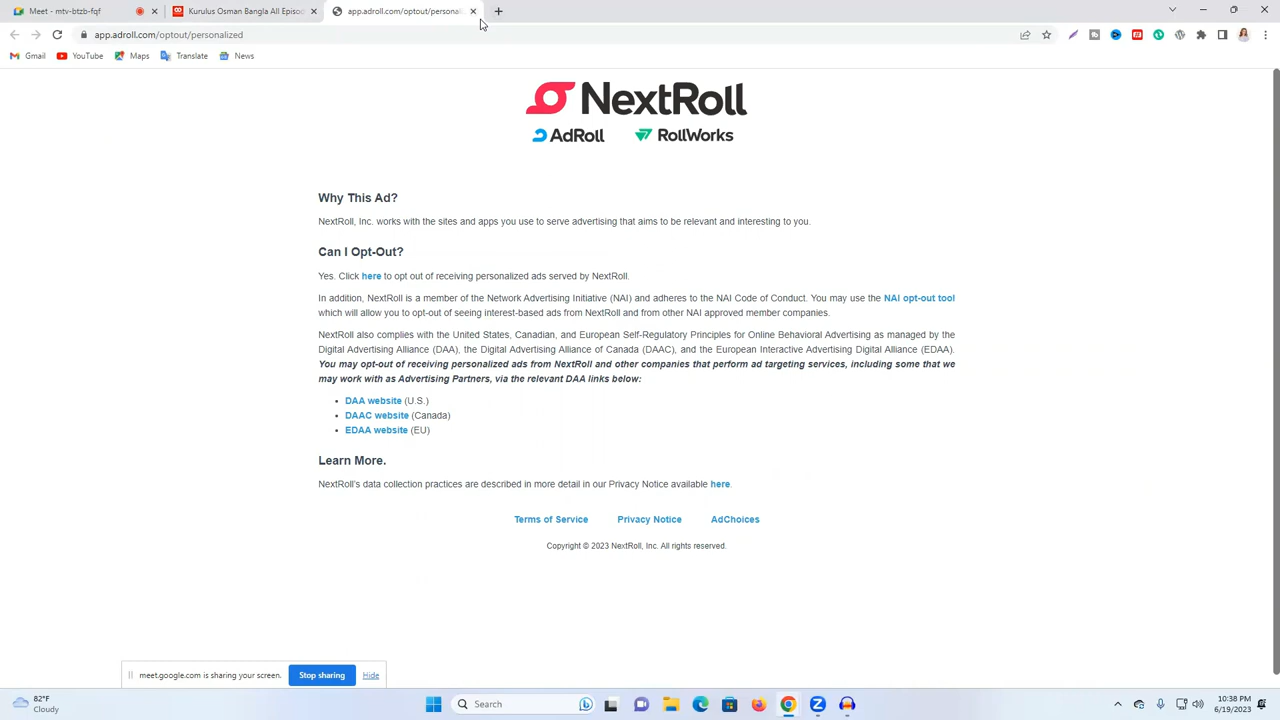 Meet - mtv-btzb-fqf
Kurulus Osman Bangla All Episod
app.adroll.com/optout/personal
app.adroll.com/optout/personalized
Gmail
YouTube
Maps
Translate
News
NextRoll
AdRoll
RollWorks
Why This Ad?
NextRoll, Inc. works with the sites and apps you use to serve advertising that aims to be relevant and interesting to you.
Can I Opt-Out?
Yes. Click here to opt out of receiving personalized ads served by NextRoll.
In addition, NextRoll is a member of the Network Advertising Initiative (NAI) and adheres to the NAI Code of Conduct. You may use the NAI opt-out tool
which will allow you to opt-out of seeing interest-based ads from NextRoll and from other NAI approved member companies.
NextRoll also complies with the United States, Canadian, and European Self-Regulatory Principles for Online Behavioral Advertising as managed by the
Digital Advertising Alliance (DAA), the Digital Advertising Alliance of Canada (DAAC), and the European Interactive Advertising Digital Alliance (EDAA).
You may opt-out of receiving personalized ads from NextRoll and other companies that perform ad targeting services, including some that we
may work with as Advertising Partners, via the relevant DAA links below:
• DAA website (U.S.)
• DAAC website (Canada)
• EDAA website (EU)
Learn More.
NextRoll's data collection practices are described in more detail in our Privacy Notice available here.
Terms of Service
Privacy Notice
AdChoices
Copyright © 2023 NextRoll, Inc. All rights reserved.
meet.google.com is sharing your screen.
Stop sharing
Hide
82°F
Cloudy
Search
10:38 PM
6/19/2023